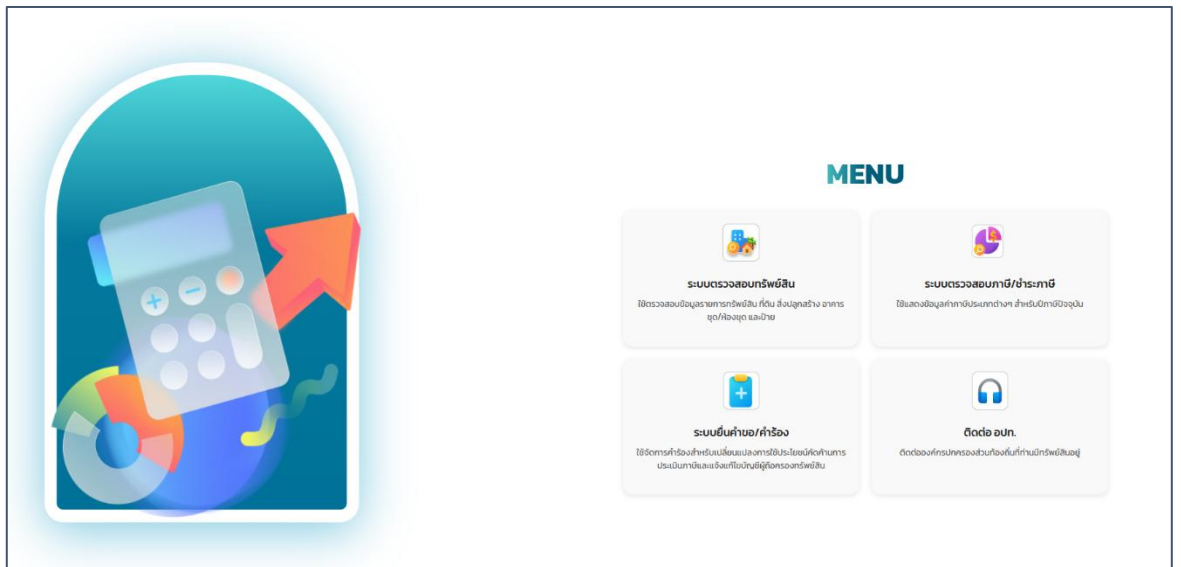 MENU
ระบบตรวจสอบทรัพย์สิน
ใช้ตรวจสอบข้อมูลรายการทรัพย์สิน ที่ดิน สิ่งปลูกสร้าง อาคาร
ชุด/ห้องชุด และป้าย
ระบบตรวจสอบภาษี/ชำระภาษี
ใช้แสดงข้อมูลค่าภาษีประเภทต่างๆ สำหรับปีภาษีปัจจุบัน
ระบบยื่นคำขอ/คำร้อง
ใช้จัดการคำร้องสำหรับเปลี่ยนแปลงการใช้ประโยชน์คัดค้านการ
ประเมินภาษีและแจ้งแก้ไขบัญชีผู้ถือครองทรัพย์สิน
ติดต่อ อปท.
ติดต่อองค์กรปกครองส่วนท้องถิ่นที่ท่านมีทรัพย์สินอยู่